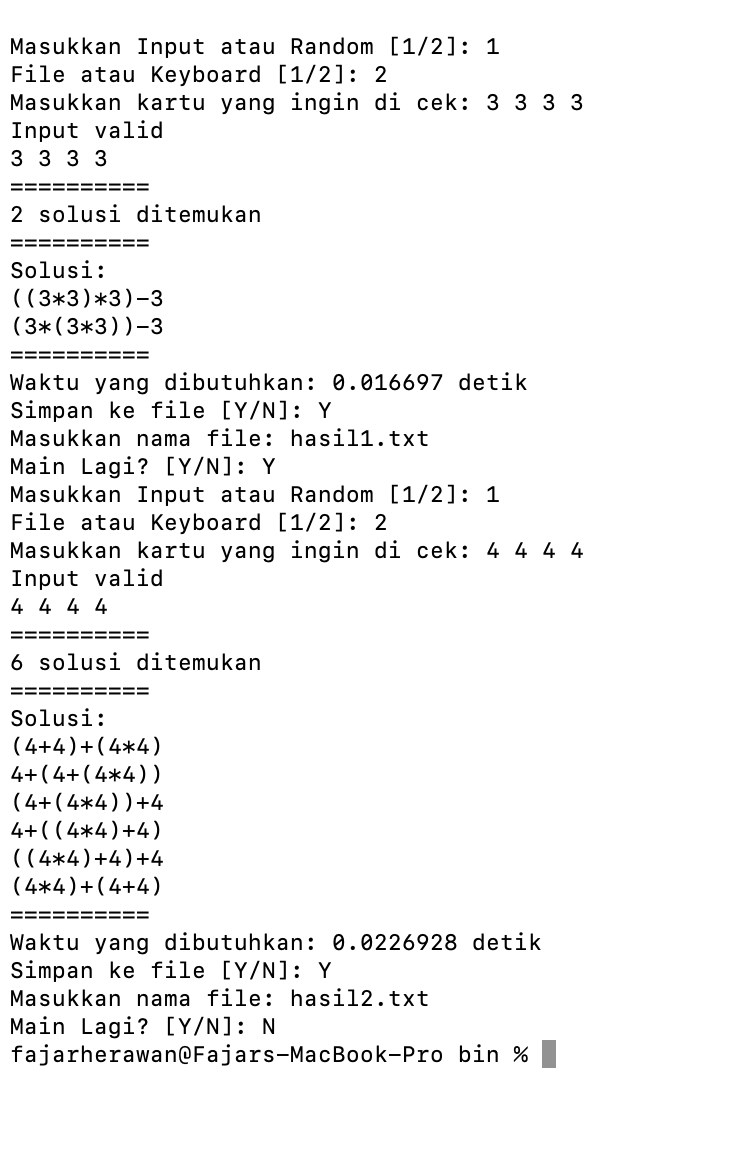 Masukkan Input atau Random [1/2]: 1
File atau Keyboard [1/2]: 2
Masukkan kartu yang ingin di cek: 3 3 3 3
Input valid
3 3 3 3
==========
2 solusi ditemukan
==========
Solusi:
((3*3)*3)-3
(3*(3*3))-3
==========
Waktu yang dibutuhkan: 0.016697 detik
Simpan ke file [Y/N]: Y
Masukkan nama file: hasil1.txt
Main Lagi? [Y/N]: Y
Masukkan Input atau Random [1/2]: 1
File atau Keyboard [1/2]: 2
Masukkan kartu yang ingin di cek: 4 4 4 4
Input valid
4 4 4 4
==========
6 solusi ditemukan
==========
Solusi:
(4+4)+(4*4)
4+(4+(4*4))
(4+(4*4))+4
4+((4*4)+4)
((4*4)+4)+4
(4*4)+(4+4)
==========
Waktu yang dibutuhkan: 0.0226928 detik
Simpan ke file [Y/N]: Y
Masukkan nama file: hasil2.txt
Main Lagi? [Y/N]: N
fajarherawan@Fajars-MacBook-Pro bin %